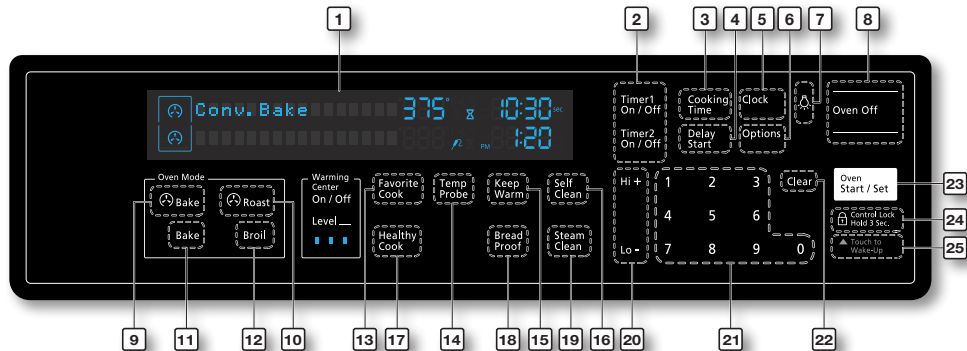 1
2
3
4
5
6
7
8
Conv. Bake 375° 10:30 sec
PM 1:20
Timer1
On / Off
Timer2
On / Off
Cooking
Time
Delay
Start
Clock
Options
Oven Off
Oven Mode
Bake
Roast
Bake
Broil
Warming
Center
On / Off
Level
Favorite
Cook
Temp
Probe
Keep
Warm
Self
Clean
Healthy
Cook
Bread
Proof
Steam
Clean
Hi +
Lo -
1 2 3
4 5 6
7 8 9 0
Clear
Oven
Start / Set
Control Lock
Hold 3 Sec.
Touch to
Wake-Up
23
24
25
9
11
12
10
13
17
14
18
15
19
16
20
21
22